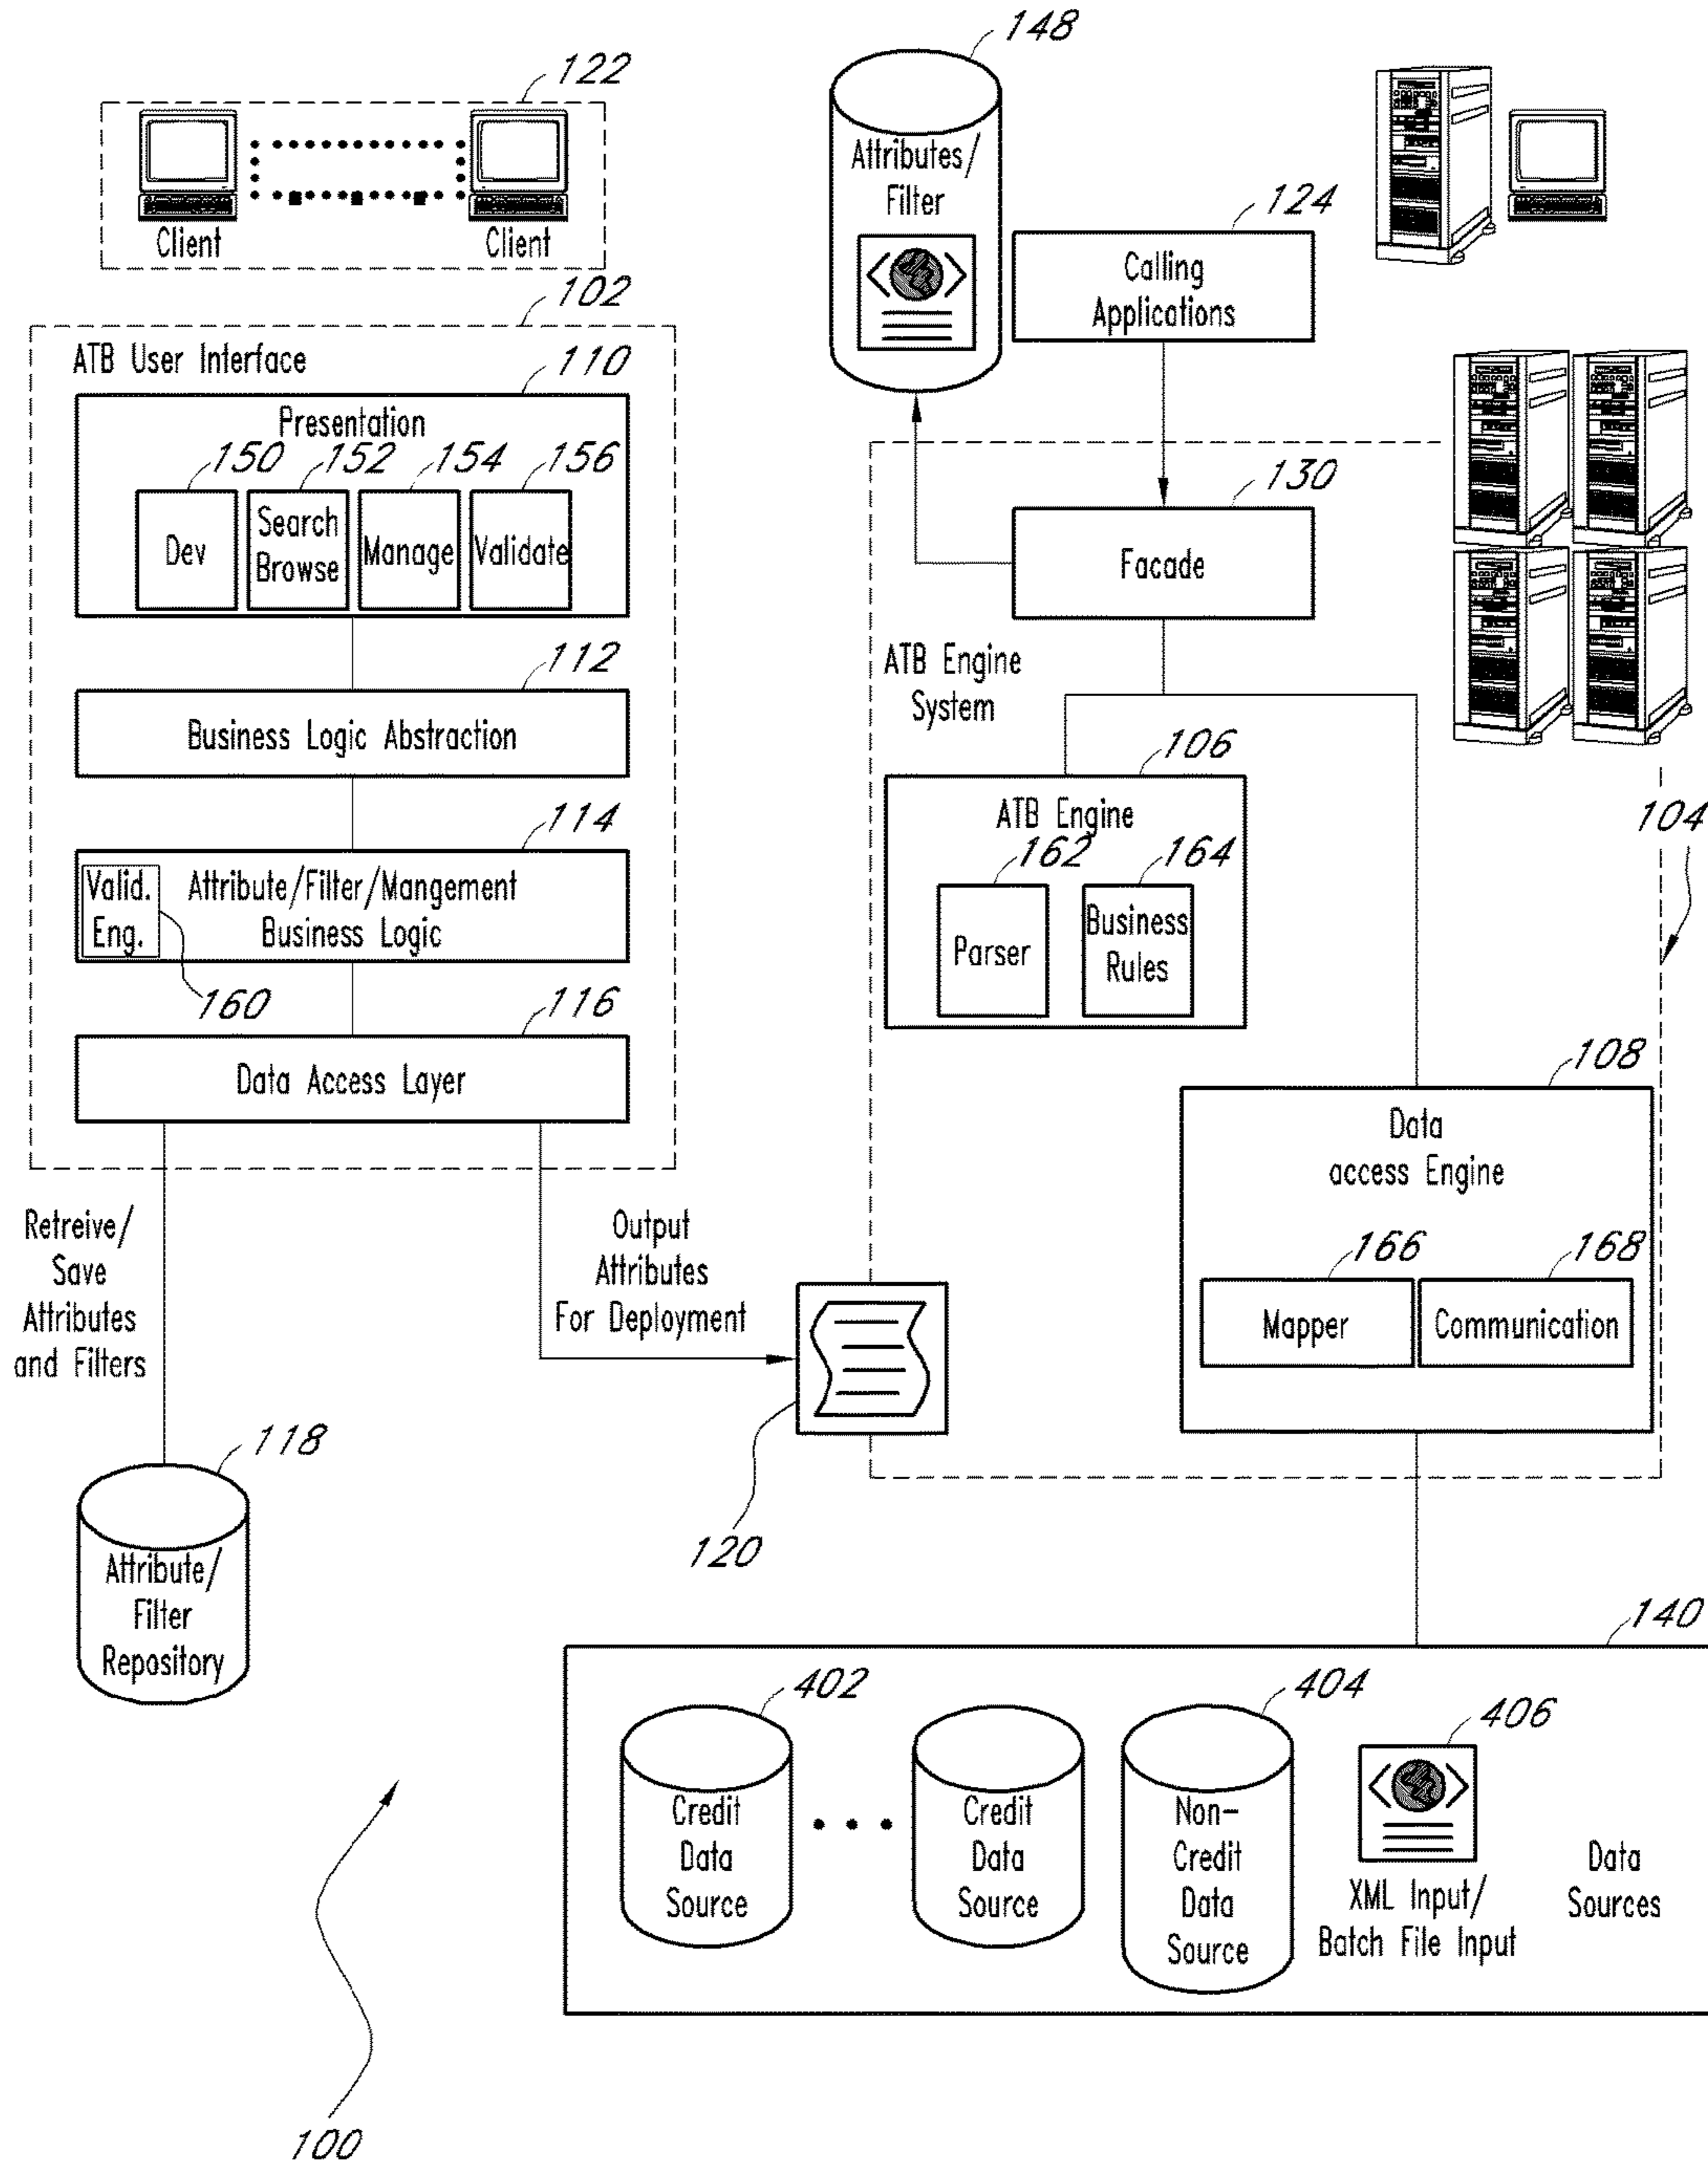 122
Client
Client
102
ATB User Interface
110
Presentation
150
152
154
156
Dev
Search
Browse
Manage
Validate
112
Business Logic Abstraction
114
Valid.
Eng.
Attribute/Filter/Mangement
Business Logic
160
116
Data Access Layer
Retreive/
Save
Attributes
and Filters
Output
Attributes
For Deployment
118
Attribute/
Filter
Repository
120
148
Attributes/
Filter
124
Calling
Applications
130
Facade
ATB Engine
System
106
ATB Engine
162
164
Parser
Business
Rules
104
108
Data
access Engine
166
168
Mapper
Communication
140
402
Credit
Data
Source
Credit
Data
Source
404
Non-
Credit
Data
Source
406
XML Input/
Batch File Input
Data
Sources
100